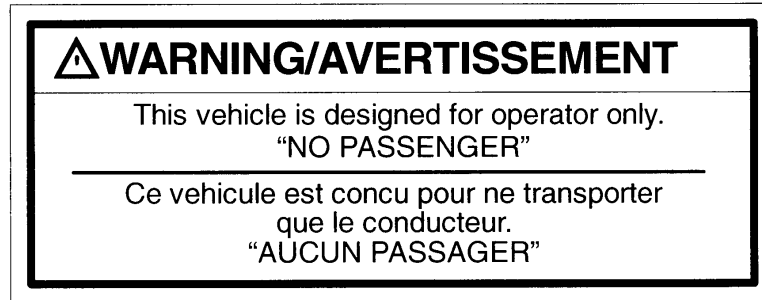 WARNING/AVERTISSEMENT
This vehicle is designed for operator only.
“NO PASSENGER”
Ce vehicule est concu pour ne transporter
que le conducteur.
“AUCUN PASSAGER”